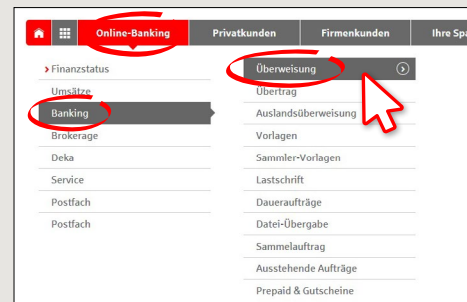 Online-Banking Privatkunden Firmenkunden Ihre Spa
Finanzstatus
Umsätze
Banking
Brokerage
Deka
Service
Postfach
Postfach
Überweisung
Übertrag
Auslandsüberweisung
Vorlagen
Sammler-Vorlagen
Lastschrift
Daueraufträge
Datei-Übergabe
Sammelauftrag
Ausstehende Aufträge
Prepaid & Gutscheine